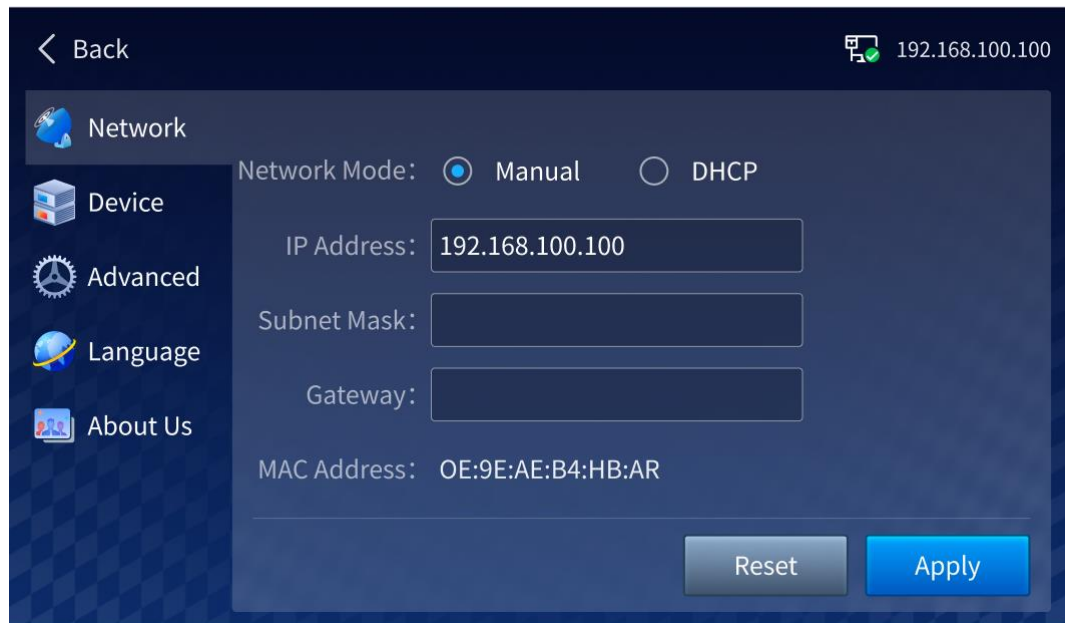 Back
192.168.100.100
Network
Device
Advanced
Language
About Us
Network Mode: Manual DHCP
IP Address: 192.168.100.100
Subnet Mask:
Gateway:
MAC Address: OE:9E:AE:B4:HB:AR
Reset Apply